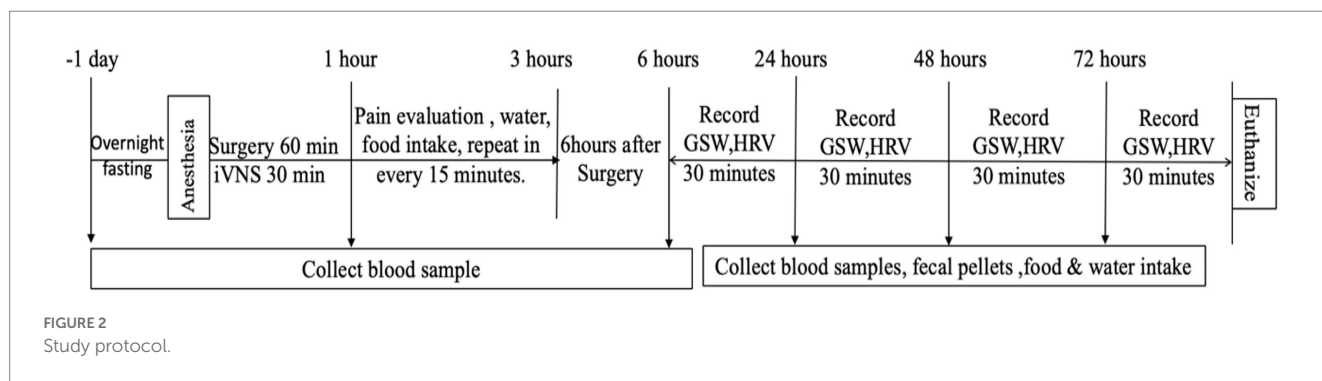 -1 day
1 hour
3 hours
6 hours
24 hours
48 hours
72 hours
Overnight
fasting
Anesthesia
Surgery 60 min
iVNS 30 min
Pain evaluation , water,
food intake, repeat in
every 15 minutes.
6hours after
Surgery
Record
GSW,HRV
30 minutes
Record
GSW,HRV
30 minutes
Record
GSW,HRV
30 minutes
Record
GSW,HRV
30 minutes
Euthanize
Collect blood sample
Collect blood samples, fecal pellets ,food & water intake
FIGURE 2
Study protocol.